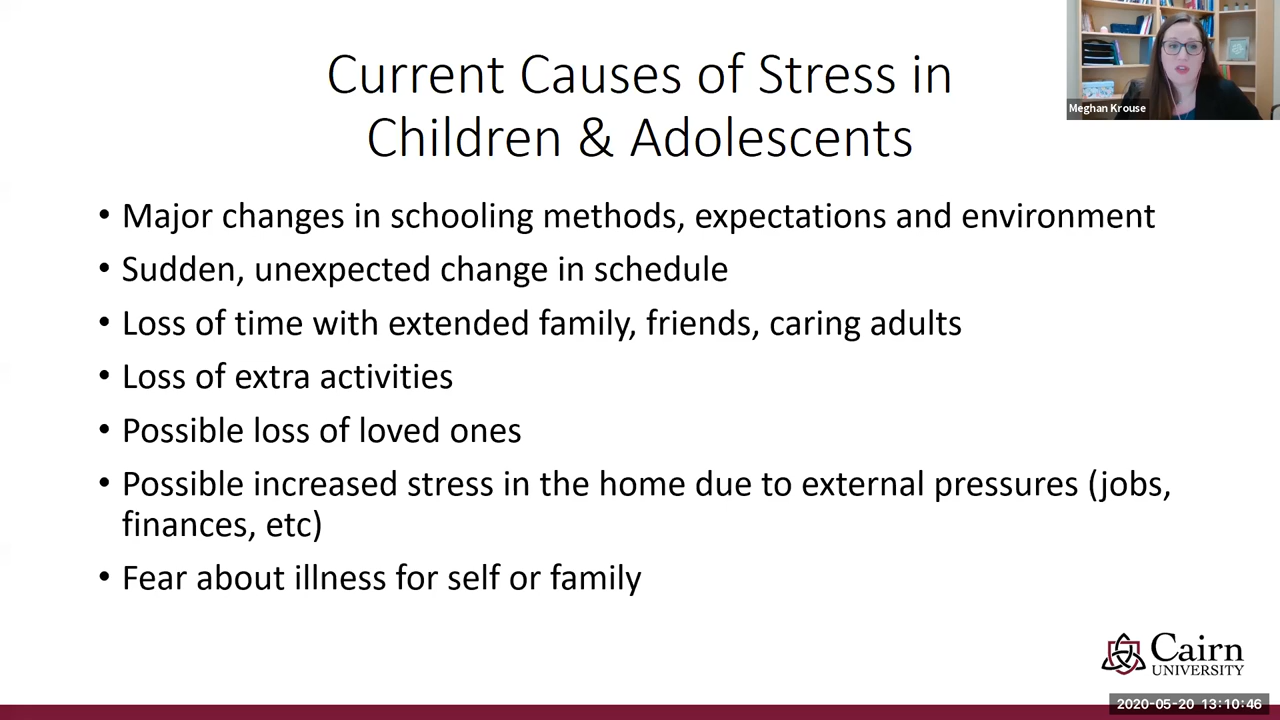 Current Causes of Stress in
Children & Adolescents
Meghan Krouse
• Major changes in schooling methods, expectations and environment
• Sudden, unexpected change in schedule
• Loss of time with extended family, friends, caring adults
• Loss of extra activities
• Possible loss of loved ones
• Possible increased stress in the home due to external pressures (jobs,
finances, etc)
• Fear about illness for self or family
Cairn
UNIVERSITY
2020-05-20 13:10:46